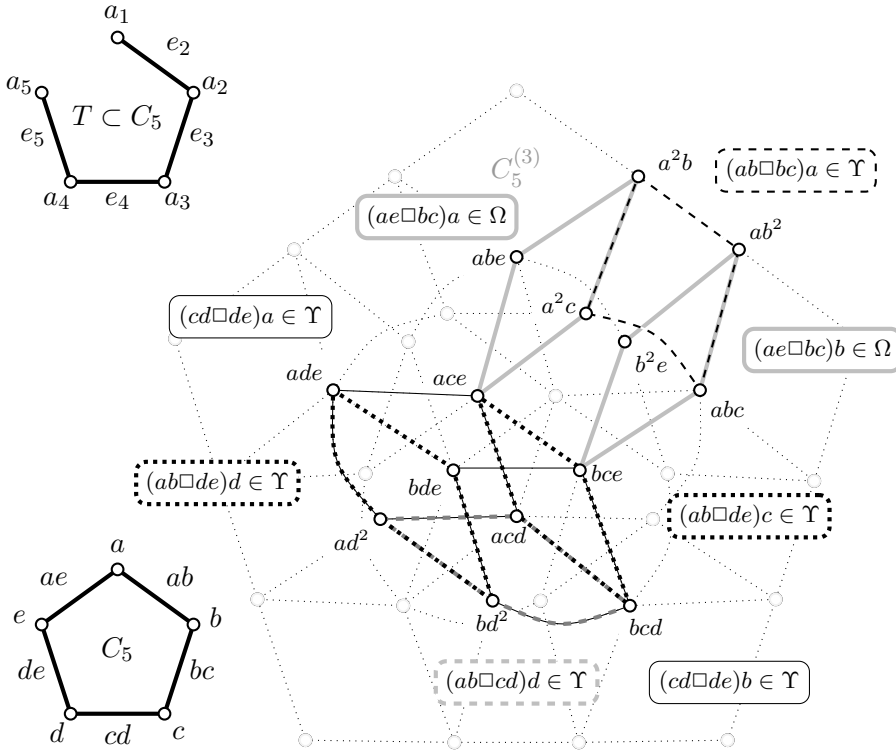 a₁
e₂
a₅
a₂
T ⊂ C₅
e₅
e₃
a₄
e₄
a₃
C₅⁽³⁾
a²b
(ab□bc)a ∈ Υ
(ae□bc)a ∈ Ω
ab²
abe
a²c
(cd□de)a ∈ Υ
b²e
(ae□bc)b ∈ Ω
ade
ace
abc
bde
bce
(ab□de)d ∈ Υ
(ab□de)c ∈ Υ
ad²
acd
a
ae
ab
e
b
C₅
bd²
bcd
de
bc
(ab□cd)d ∈ Υ
(cd□de)b ∈ Υ
d
cd
c